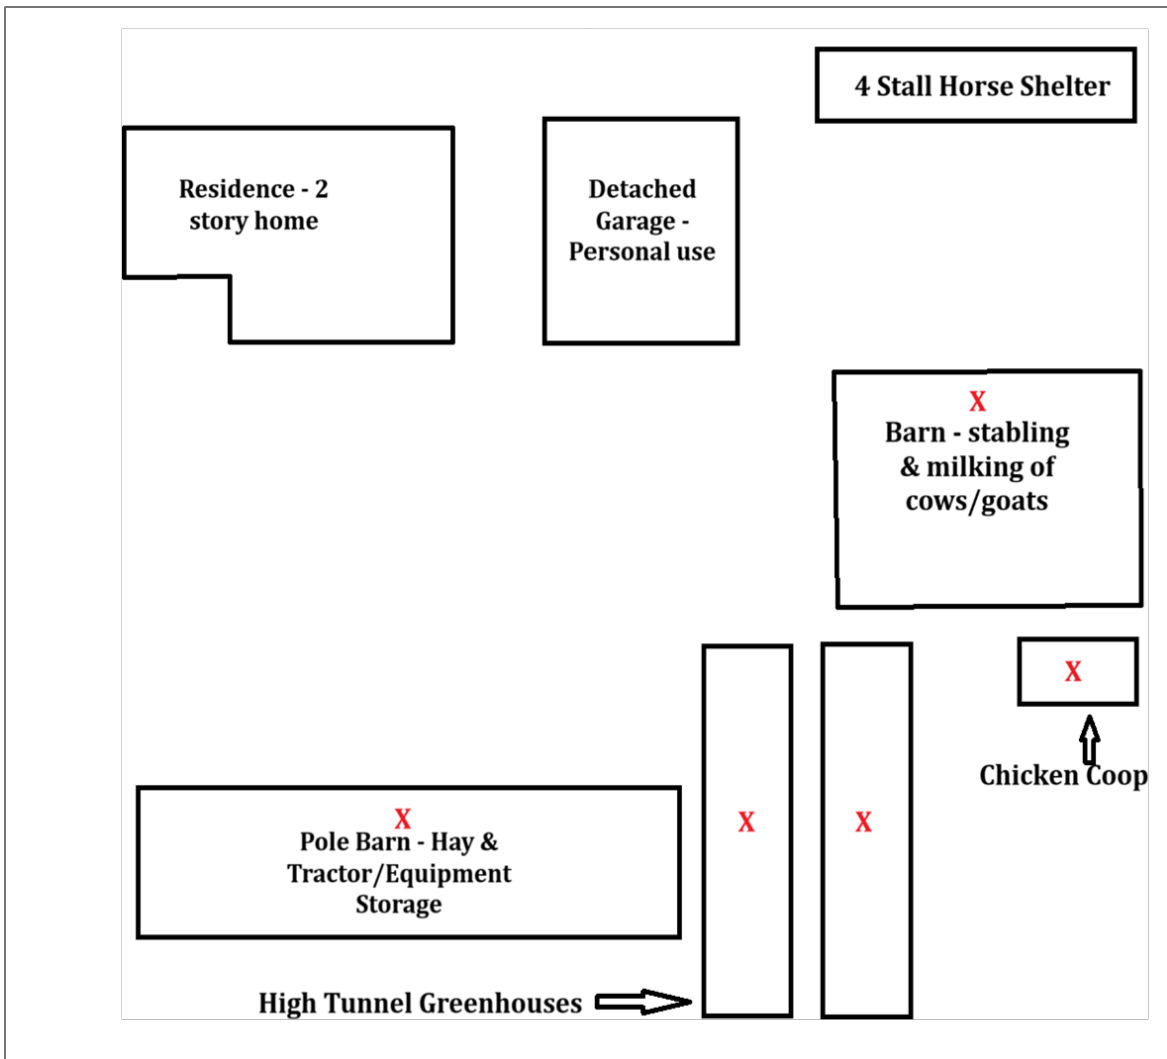 4 Stall Horse Shelter
Residence - 2
story home
Detached
Garage -
Personal use
X
Barn - stabling
& milking of
cows/goats
X
Chicken Coop
X
X
X
Pole Barn - Hay &
Tractor/Equipment
Storage
High Tunnel Greenhouses